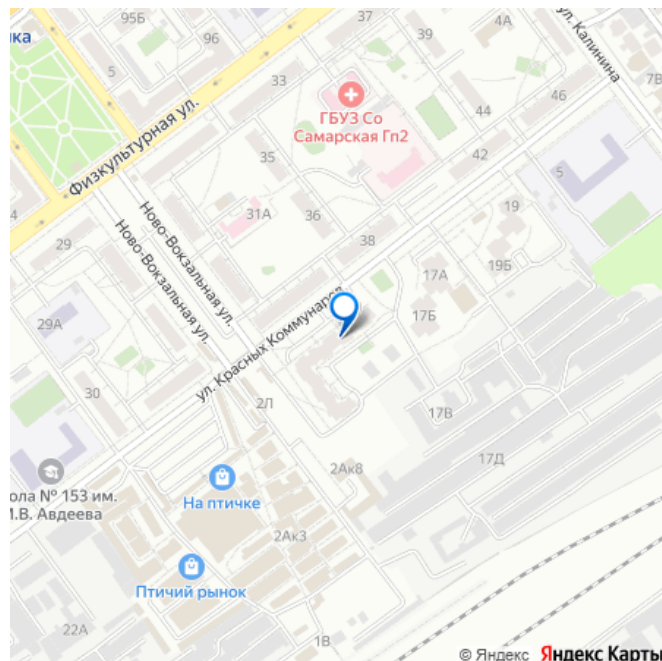 95Б
96
37
39
4А
ул. Калинина
7В
ка
5
33
44
46
ГБУЗ Со
Самарская Гп2
Физкультурная ул.
35
42
5
4
31А
36
19
29
Ново-Вокзальная ул.
Ново-Вокзальная ул.
38
19Б
17А
29А
17Б
ул. Красных Коммунаров
30
2Л
17В
2Ак8
17Д
ола № 153 им.
М.В. Авдеева
На птичке
2Ак3
Птичий рынок
22А
1В
© Яндекс Яндекс Карты